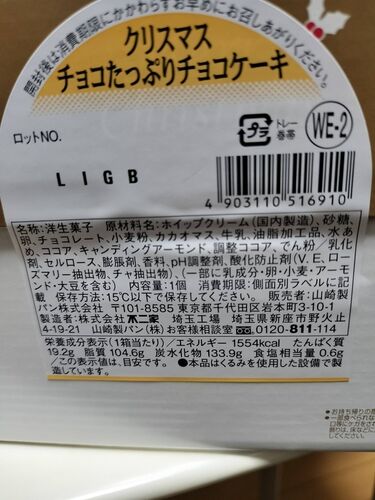 開封後は消費期限にかかわらずお早めにお召しあがりください。
クリスマス
チョコたっぷりチョコケーキ
ロットNO.
プラ
トレー
巻帯
WE-2
LIGB
4903110516910
名称:洋生菓子 原材料名:ホイップクリーム(国内製造)、砂糖、
卵、チョコレート、小麦粉、カカオマス、牛乳、油脂加工品、水あ
め、ココア、キャンディングアーモンド、調整ココア、でん粉/乳化
剤、セルロース、膨脹剤、香料、pH調整剤、酸化防止剤(V.E、ロー
ズマリー抽出物、チャ抽出物)、(一部に乳成分・卵・小麦・アーモ
ンド・大豆を含む) 内容量:1個 消費期限:側面別ラベルに記
載 保存方法:15℃以下で保存してください。 販売者:山崎製
パン株式会社 〒101-8585 東京都千代田区岩本町3-10-1
製造者:株式会社不二家 埼玉工場 埼玉県新座市野火止
4-19-21 山崎製パン(株)お客様相談室 0120-811-114
栄養成分表示(1箱当たり)/エネルギー 1554kcal たんぱく質
19.2g 脂質 104.6g 炭水化物 133.9g 食塩相当量 0.6g
/この表示値は、目安です。 ●本品はくるみを使用した設備で製
造しています。
●お持ち帰りの